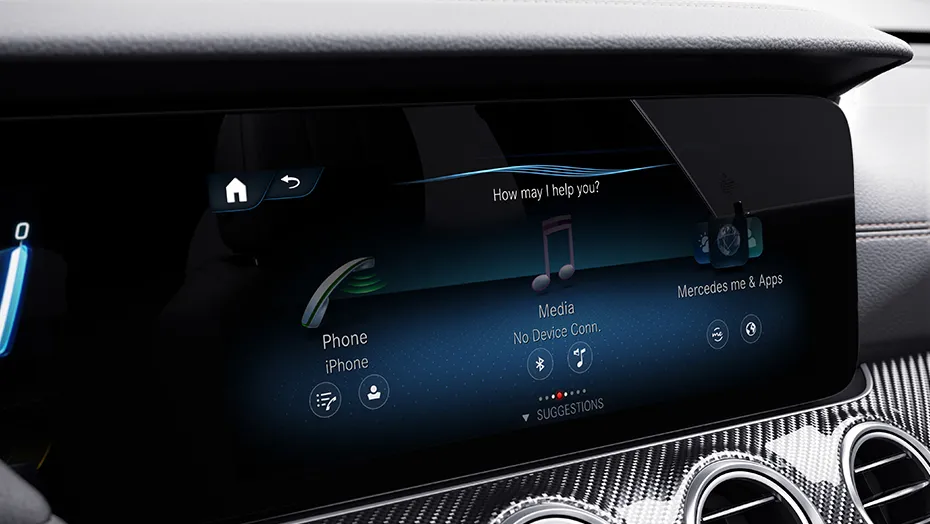 0
How may I help you?
Phone
iPhone
Media
No Device Conn.
Mercedes me & Apps
SUGGESTIONS